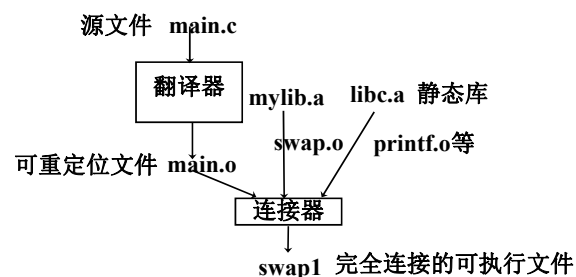 源文件 main.c
翻译器
mylib.a libc.a 静态库
swap.o printf.o等
可重定位文件 main.o
连接器
swap1 完全连接的可执行文件